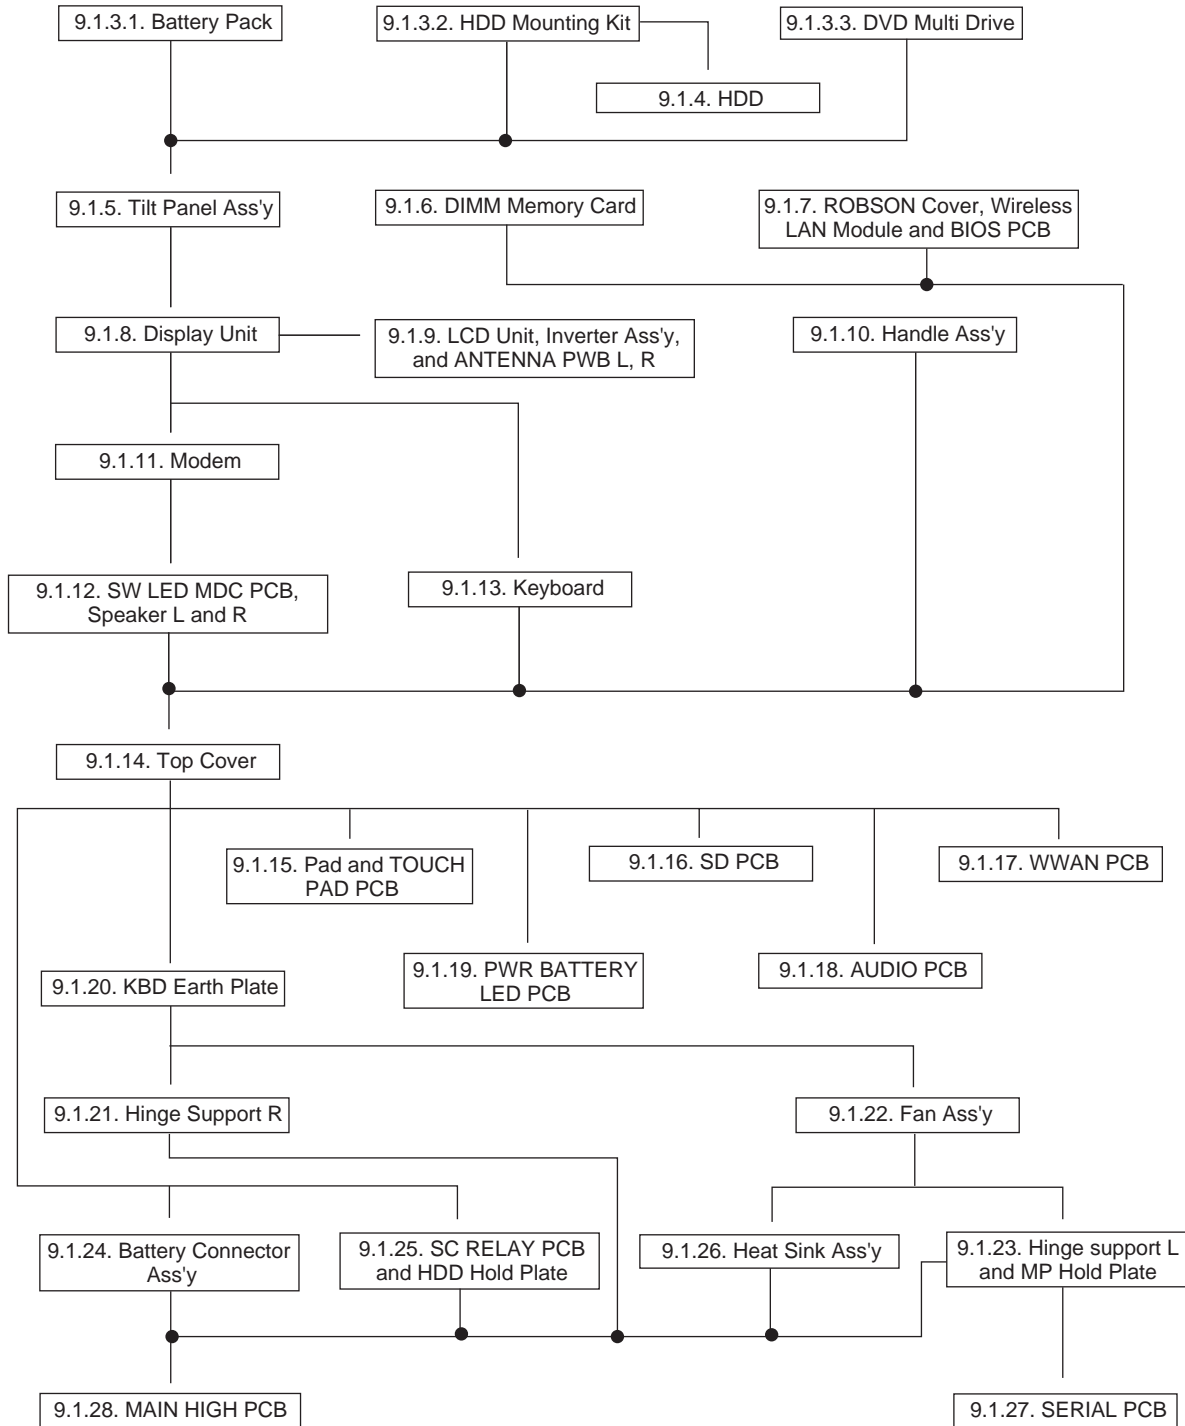 9.1.3.1. Battery Pack
9.1.3.2. HDD Mounting Kit
9.1.3.3. DVD Multi Drive
9.1.4. HDD
9.1.5. Tilt Panel Ass'y
9.1.6. DIMM Memory Card
9.1.7. ROBSON Cover, Wireless
LAN Module and BIOS PCB
9.1.8. Display Unit
9.1.9. LCD Unit, Inverter Ass'y,
and ANTENNA PWB L, R
9.1.10. Handle Ass'y
9.1.11. Modem
9.1.12. SW LED MDC PCB,
Speaker L and R
9.1.13. Keyboard
9.1.14. Top Cover
9.1.15. Pad and TOUCH
PAD PCB
9.1.16. SD PCB
9.1.17. WWAN PCB
9.1.20. KBD Earth Plate
9.1.19. PWR BATTERY
LED PCB
9.1.18. AUDIO PCB
9.1.21. Hinge Support R
9.1.22. Fan Ass'y
9.1.24. Battery Connector
Ass'y
9.1.25. SC RELAY PCB
and HDD Hold Plate
9.1.26. Heat Sink Ass'y
9.1.23. Hinge support L
and MP Hold Plate
9.1.28. MAIN HIGH PCB
9.1.27. SERIAL PCB